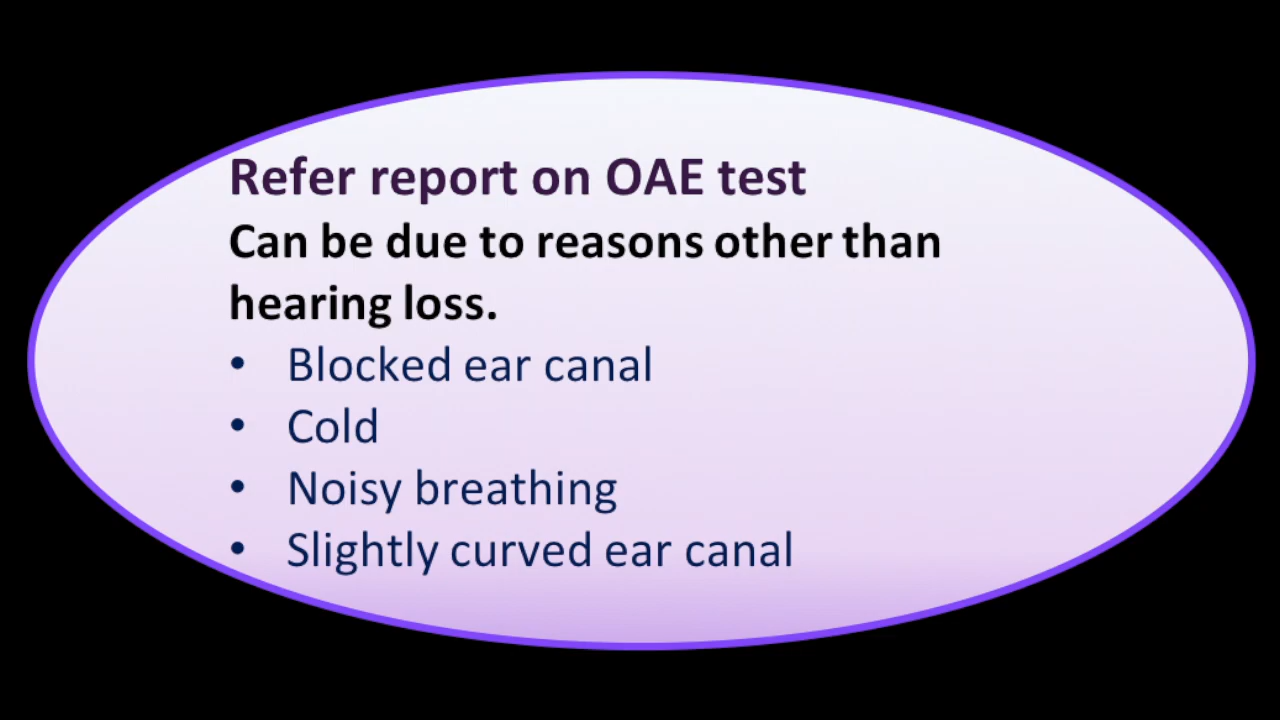 Refer report on OAE test
Can be due to reasons other than
hearing loss.
• Blocked ear canal
• Cold
• Noisy breathing
• Slightly curved ear canal